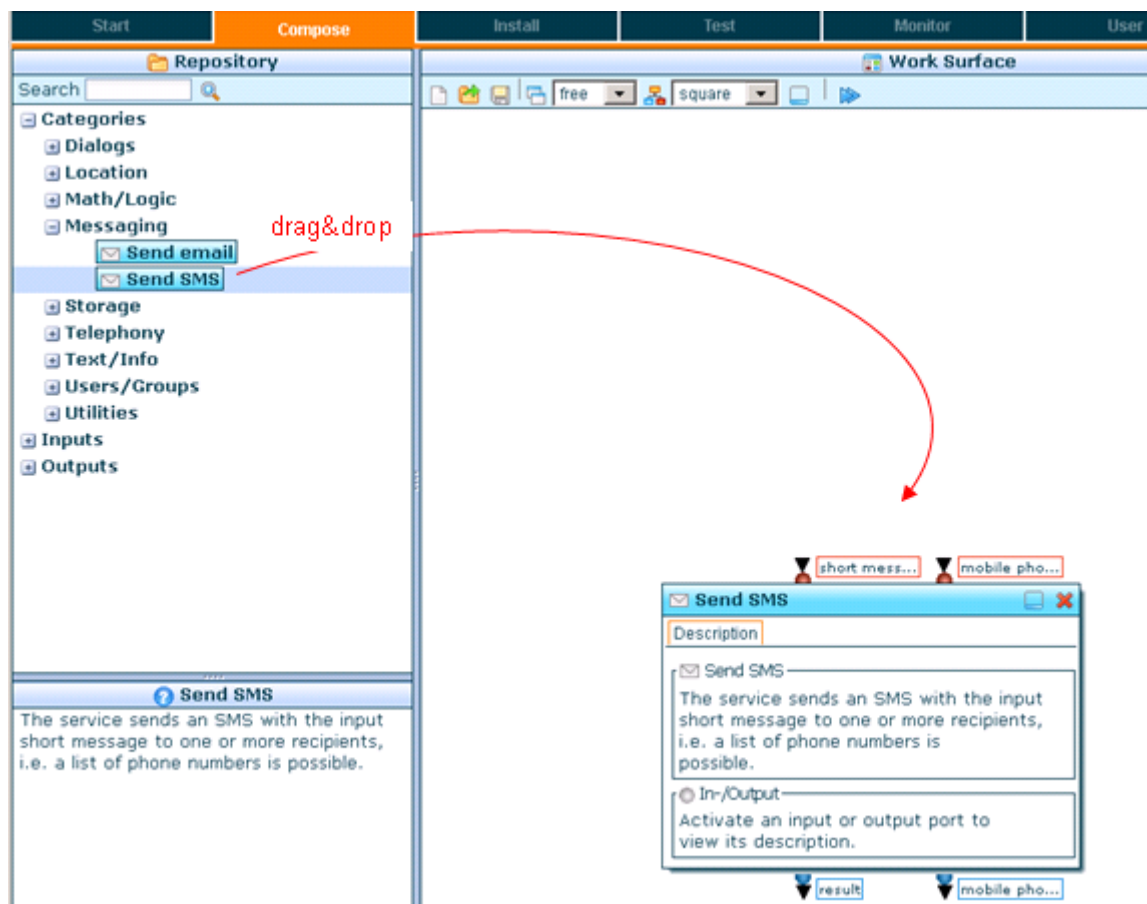 Start Compose Install Test Monitor User
Repository
Work Surface
Search
free
square
Categories
Dialogs
Location
Math/Logic
Messaging
drag&drop
Send email
Send SMS
Storage
Telephony
Text/Info
Users/Groups
Utilities
Inputs
Outputs
short mess... mobile pho...
Send SMS
Description
Send SMS
The service sends an SMS with the input
short message to one or more recipients,
i.e. a list of phone numbers is
possible.
In-/Output
Activate an input or output port to
view its description.
result mobile pho...
Send SMS
The service sends an SMS with the input
short message to one or more recipients,
i.e. a list of phone numbers is possible.